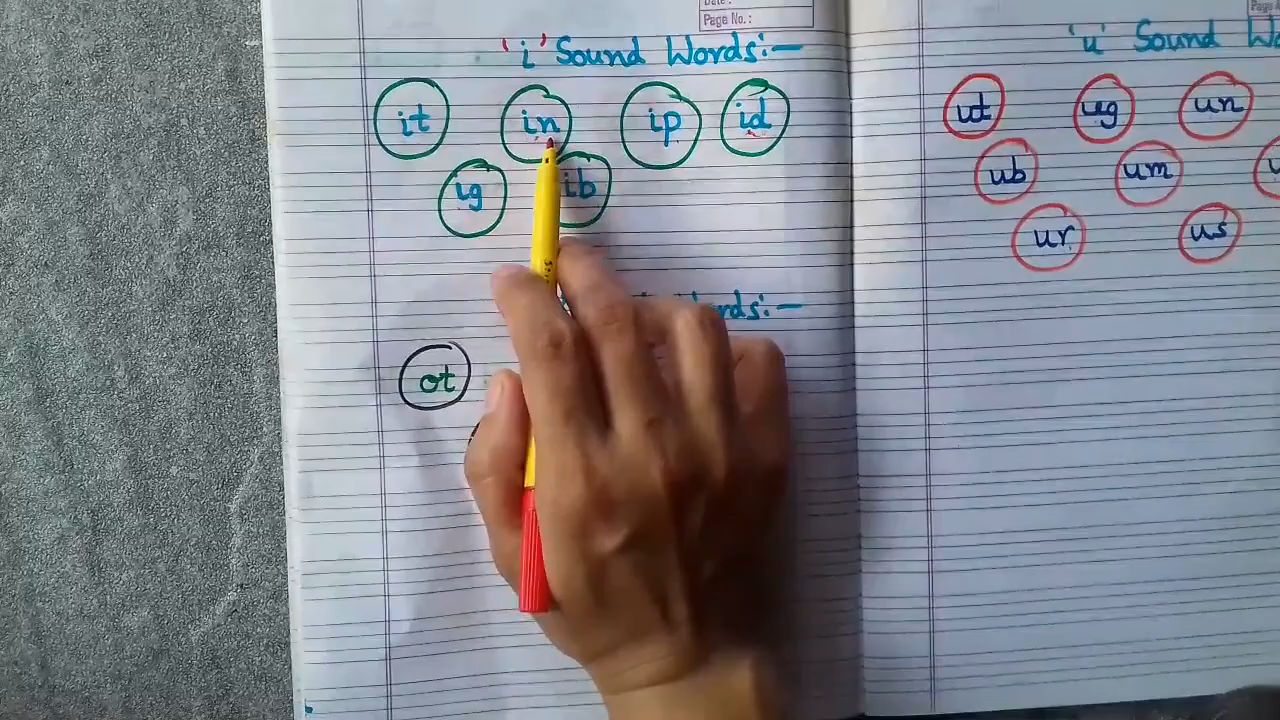 Page No.:
'i' Sound Words:-
it in ip id
ig ib
Words:-
ot
'u' Sound
ut ug un
ub um
ur us